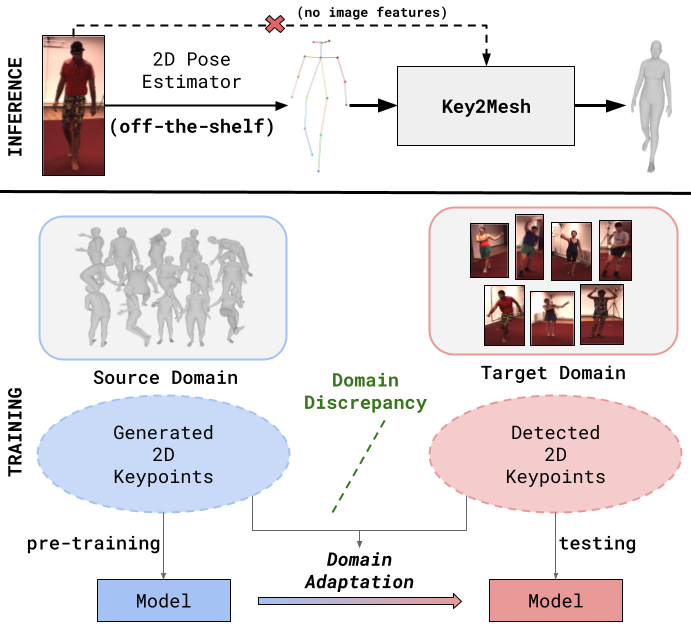 (no image features)
INFERENCE
2D Pose
Estimator
(off-the-shelf)
Key2Mesh
TRAINING
Source Domain
Target Domain
Domain
Discrepancy
Generated
2D
Keypoints
Detected
2D
Keypoints
pre-training
testing
Domain
Adaptation
Model
Model